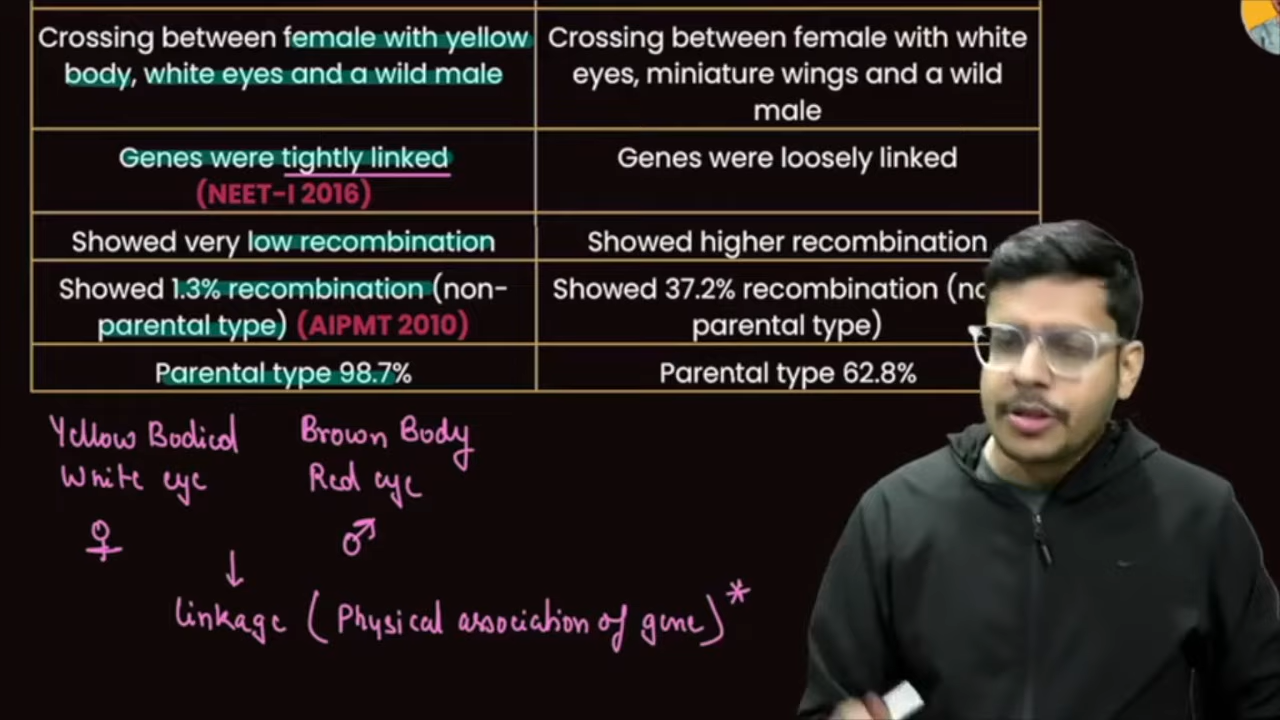 Crossing between female with yellow
body, white eyes and a wild male
Crossing between female with white
eyes, miniature wings and a wild
male
Genes were tightly linked
(NEET-I 2016)
Genes were loosely linked
Showed very low recombination
Showed higher recombination
Showed 1.3% recombination (non-
parental type) (AIPMT 2010)
Showed 37.2% recombination
parental type)
Parental type 98.7%
Parental type 62.8%
Yellow Bodied
White eye
Brown Body
Red eye
♀
♂
↓
linkage (Physical association of gene)*